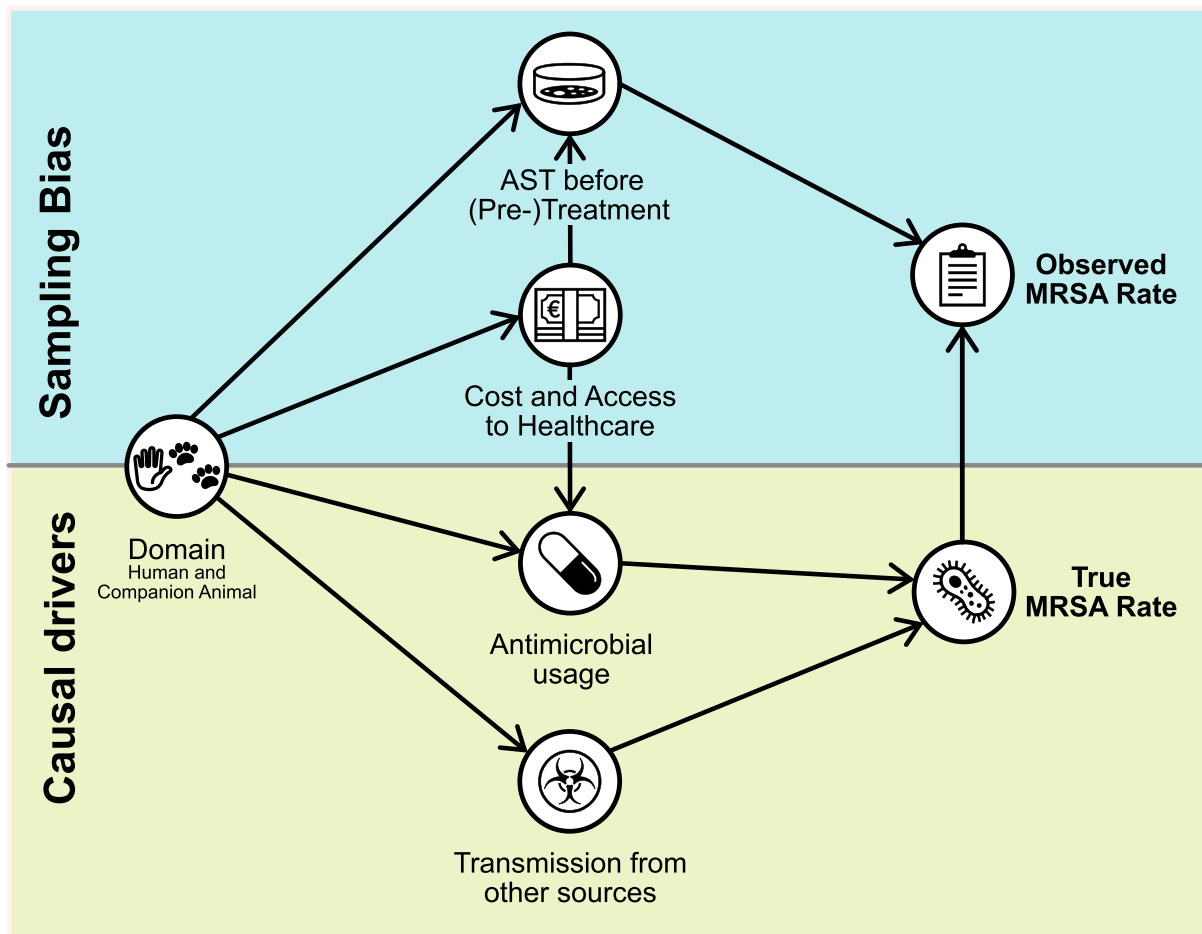 Sampling Bias
AST before
(Pre-)Treatment
€
Cost and Access
to Healthcare
Observed
MRSA Rate
Causal drivers
Domain
Human and
Companion Animal
Antimicrobial
usage
True
MRSA Rate
Transmission from
other sources